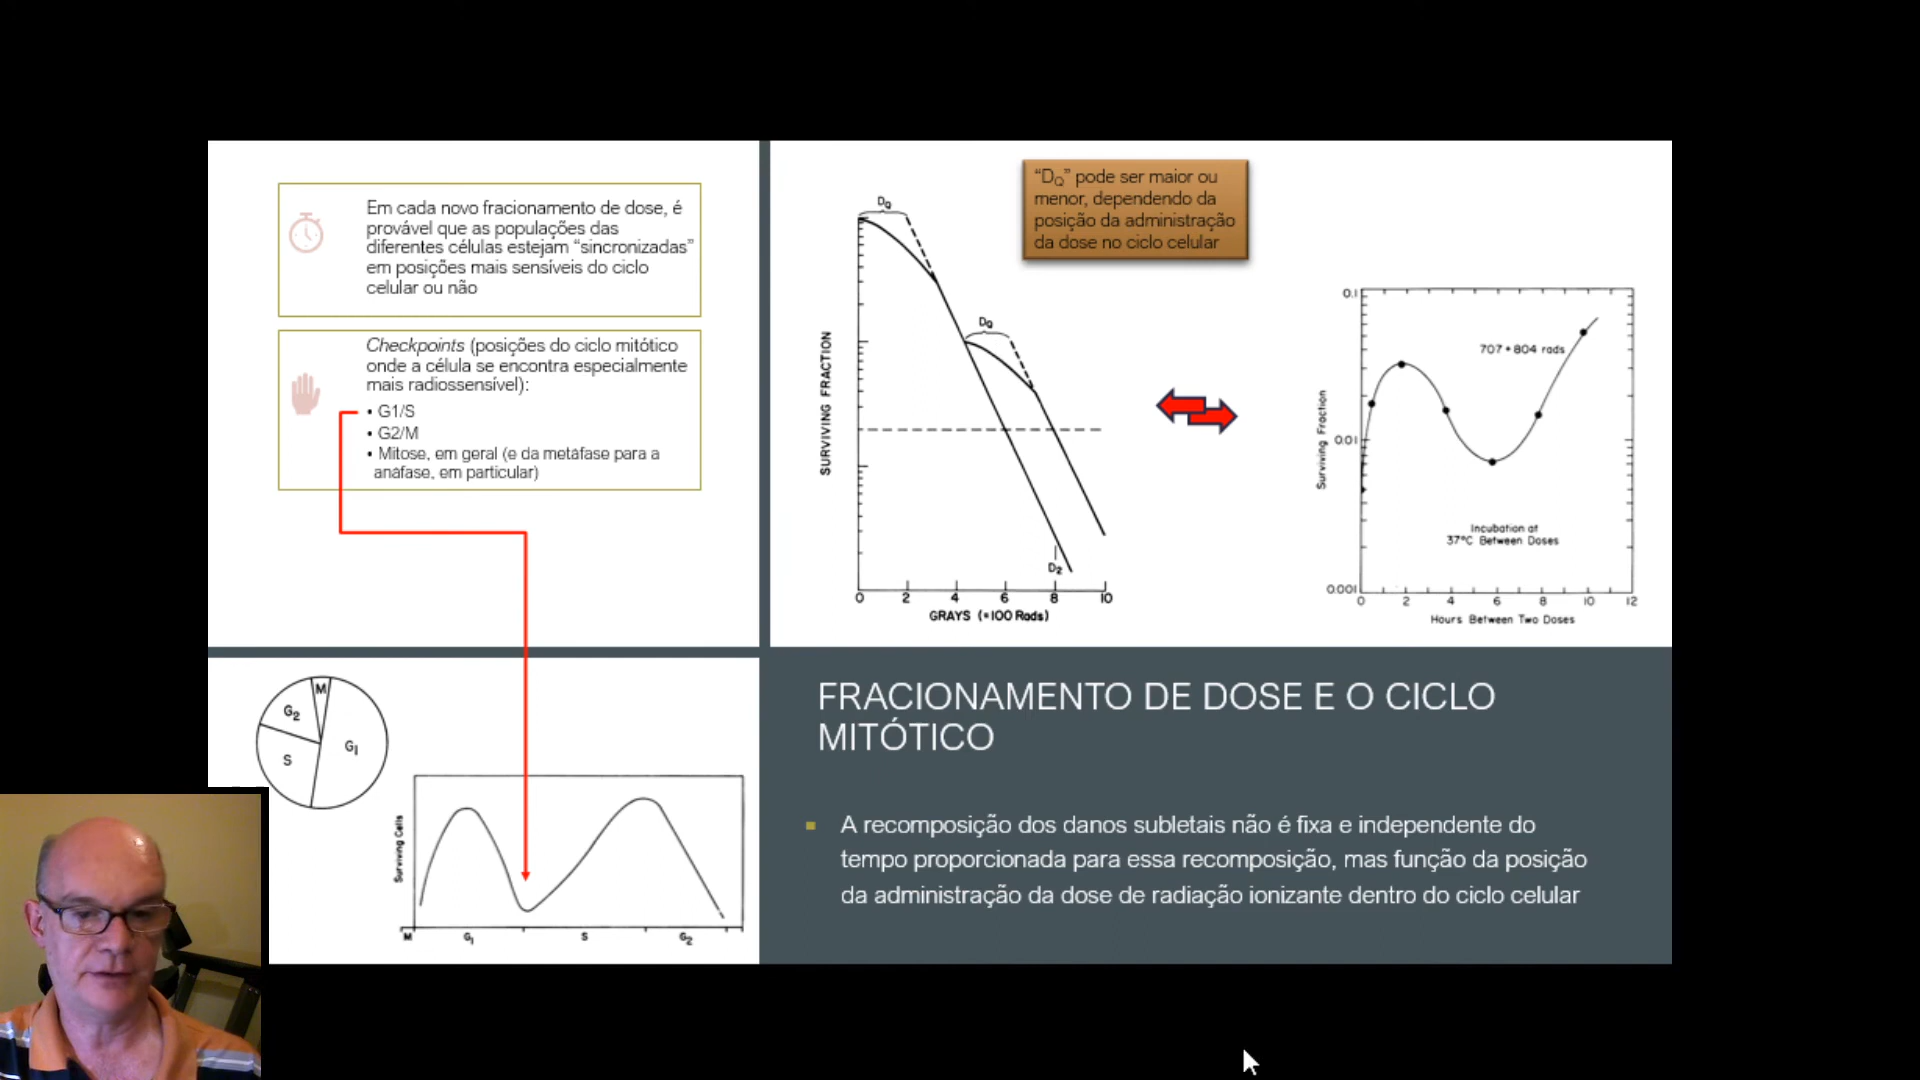 Em cada novo fracionamento de dose, é
provável que as populações das
diferentes células estejam “sincronizadas”
em posições mais sensíveis do ciclo
celular ou não
Checkpoints (posições do ciclo mitótico
onde a célula se encontra especialmente
mais radiossensível):
• G1/S
• G2/M
• Mitose, em geral (e da metáfase para a
anáfase, em particular)
“DQ” pode ser maior ou
menor, dependendo da
posição da administração
da dose no ciclo celular
DQ
DQ
SURVIVING FRACTION
D2
0 2 4 6 8 10
GRAYS (=100 Rads)
0.1
707 + 804 rads
Surviving Fraction
0.01
Incubation at
37°C Between Doses
0.001
0 2 4 6 8 10 12
Hours Between Two Doses
M
G2
G1
S
Surviving Cells
M G1 S G2
FRACIONAMENTO DE DOSE E O CICLO
MITÓTICO
A recomposição dos danos subletais não é fixa e independente do
tempo proporcionada para essa recomposição, mas função da posição
da administração da dose de radiação ionizante dentro do ciclo celular